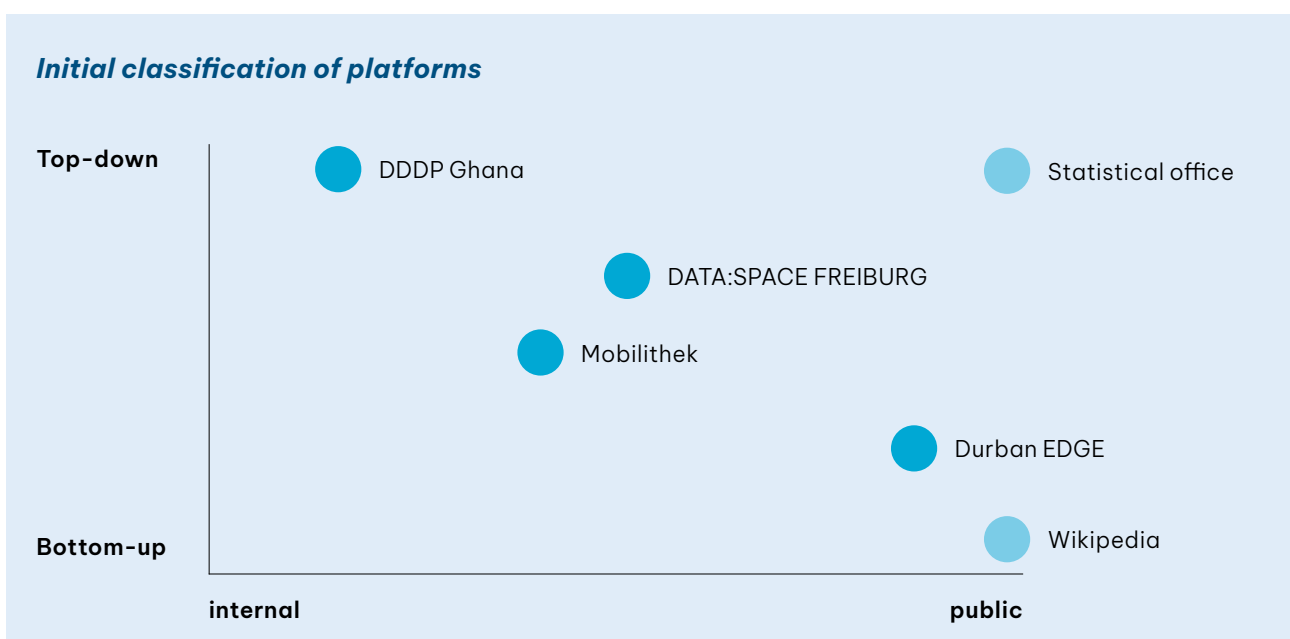 Initial classification of platforms
Top-down
DDDP Ghana
Statistical office
DATA:SPACE FREIBURG
Mobilithek
Durban EDGE
Bottom-up
Wikipedia
internal
public